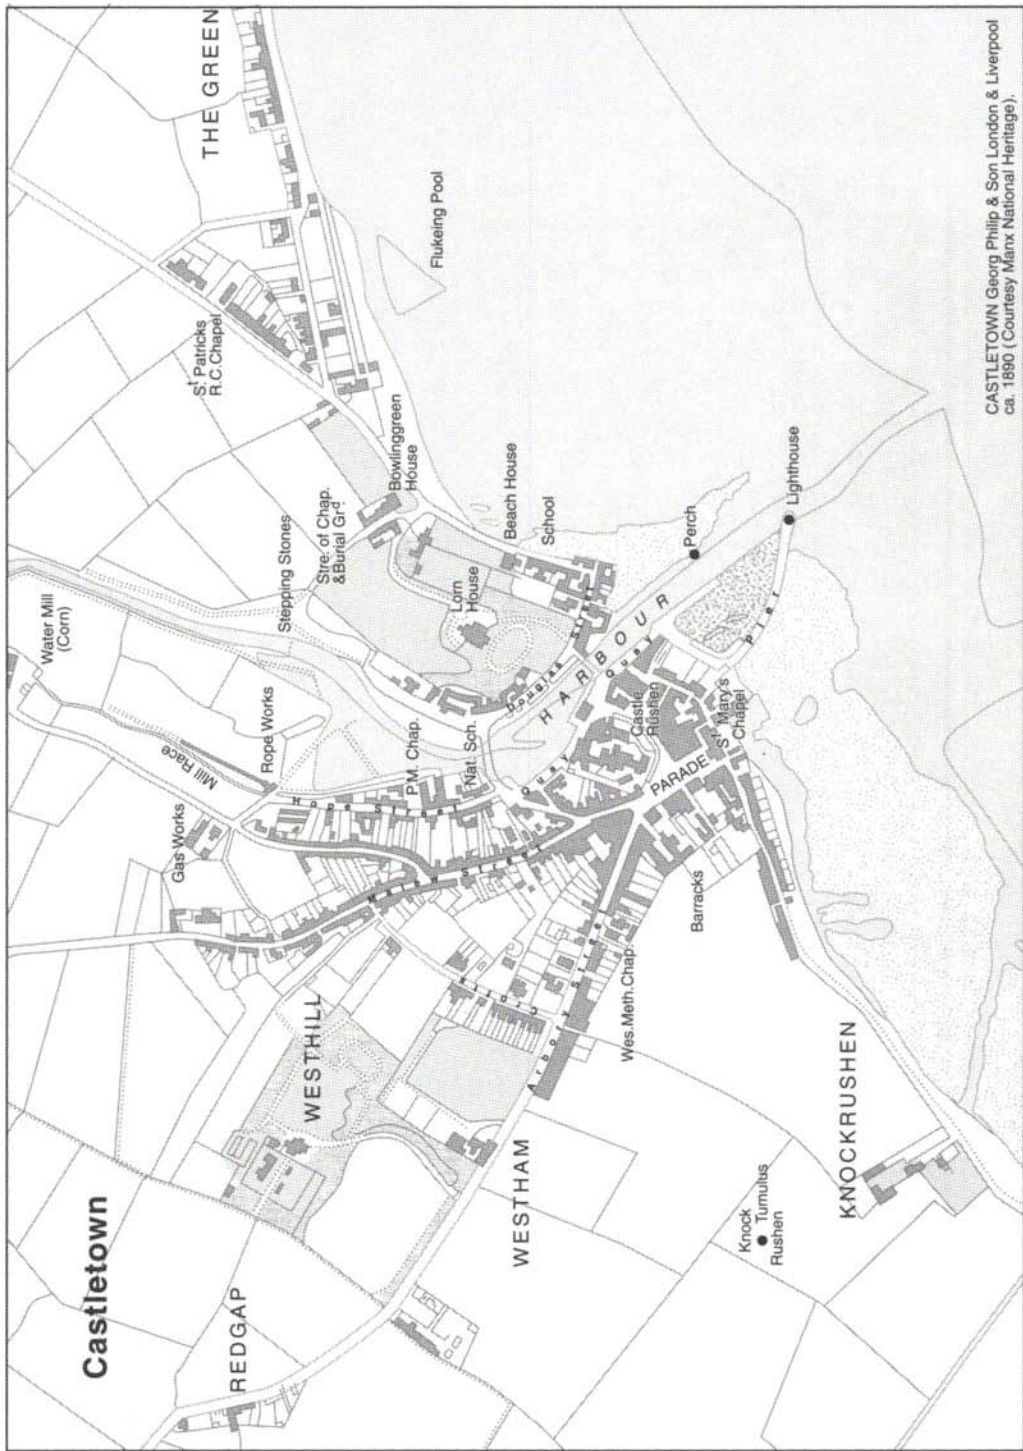 Castletown
THE GREEN
REDGAP
WESTHILL
WESTHAM
KNOCKRUSHEN
Water Mill
(Corn)
Mill Race
Gas Works
Rope Works
Stepping Stones
St Patricks
R.C.Chapel
Stre. of Chap.
& Burial Grd.
Bowlinggreen
House
Flukeing Pool
Lorn
House
Beach House
School
P.M. Chap.
Nat. Sch.
Hope Street
Malew Street
Douglas Street
HARBOUR
Quay
Quay
Castle
Rushen
PARADE
St Mary's
Chapel
Pier
Perch
Lighthouse
Crofts
Arbory Street
Wes.Meth.Chap.
Barracks
Knock
Tumulus
Rushen
CASTLETOWN Georg Philip & Son London & Liverpool
ca. 1890 (Courtesy Manx National Heritage).